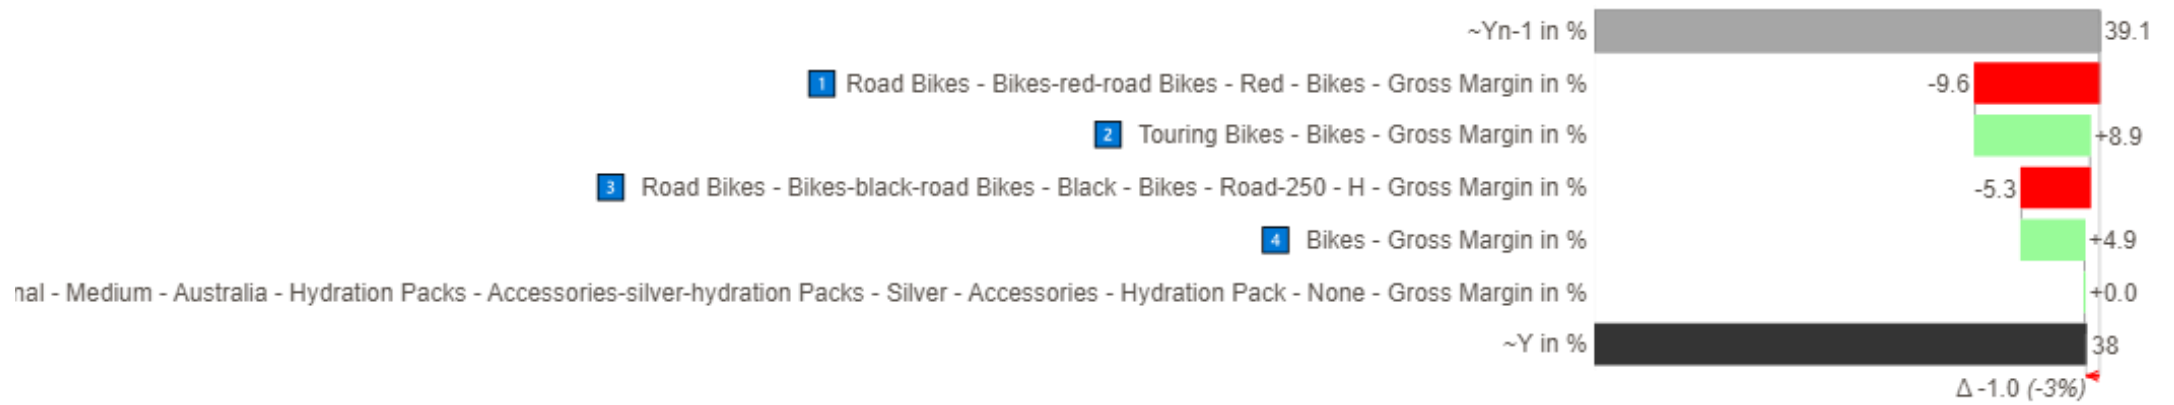 ~Yn-1 in % 39.1
1 Road Bikes - Bikes-red-road Bikes - Red - Bikes - Gross Margin in % -9.6
2 Touring Bikes - Bikes - Gross Margin in % +8.9
3 Road Bikes - Bikes-black-road Bikes - Black - Bikes - Road-250 - H - Gross Margin in % -5.3
4 Bikes - Gross Margin in % +4.9
nal - Medium - Australia - Hydration Packs - Accessories-silver-hydration Packs - Silver - Accessories - Hydration Pack - None - Gross Margin in % +0.0
~Y in % 38
Δ -1.0 (-3%)